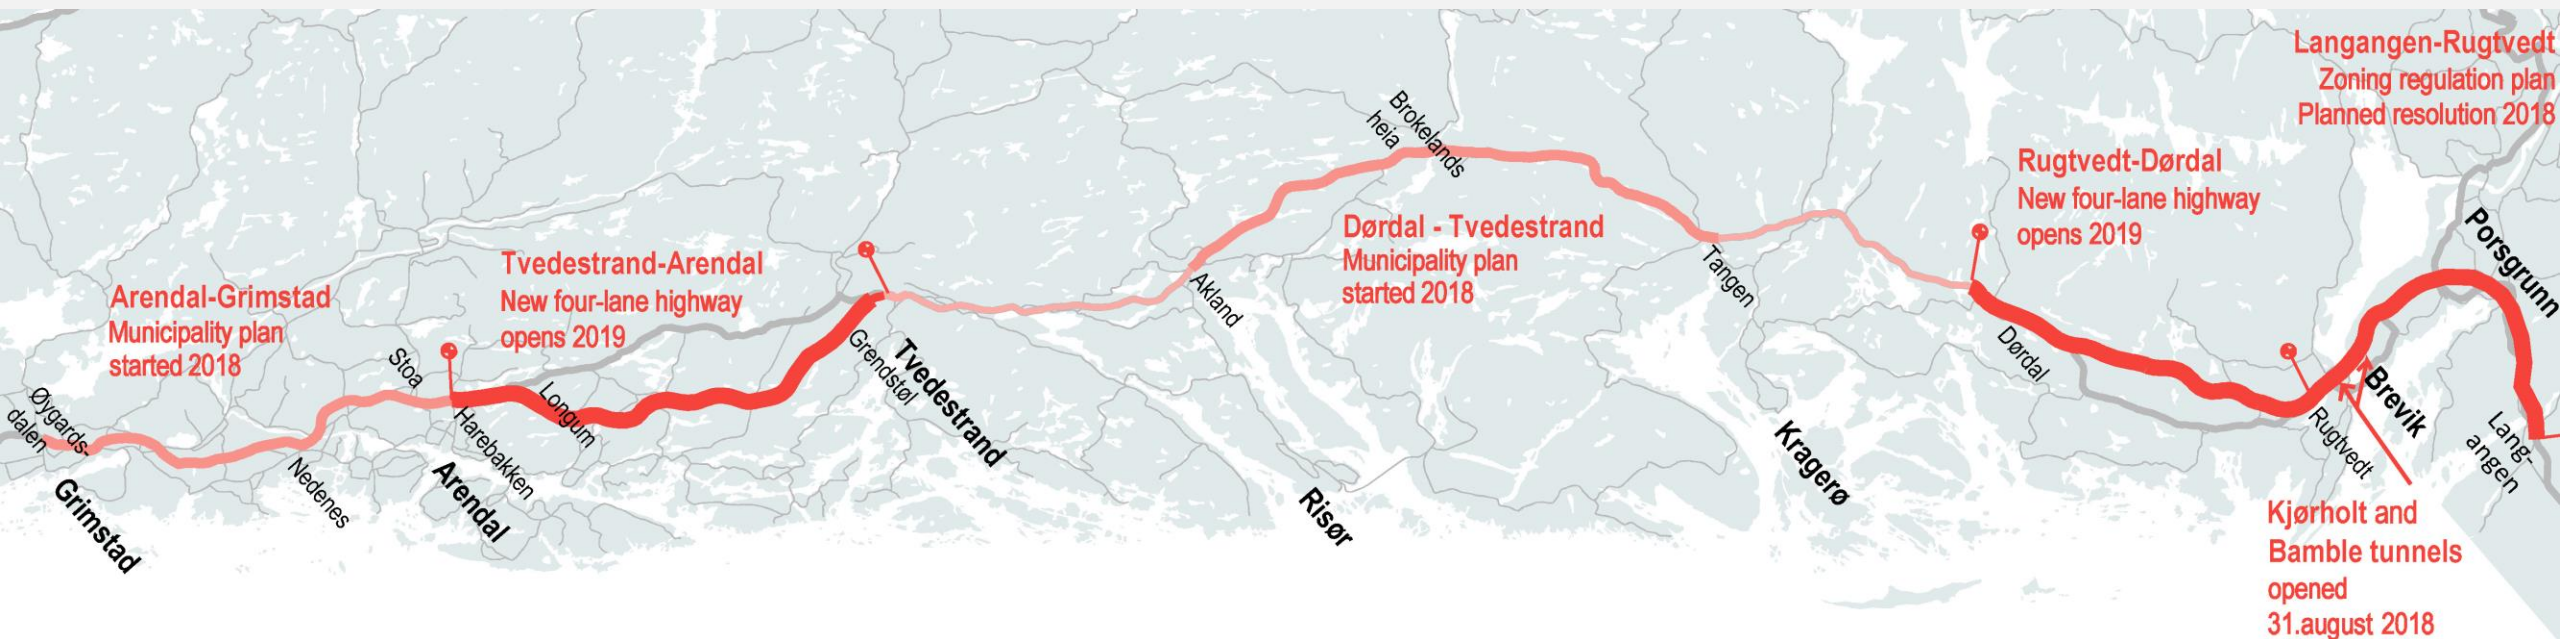 Arendal-Grimstad
Municipality plan
started 2018
Øygards-
dalen
Grimstad
Nedenes
Stoa
Arendal
Harebakken
Longum
Tvedestrand-Arendal
New four-lane highway
opens 2019
Grendstøl
Tvedestrand
Akland
Risør
Brokelands
heia
Dørdal - Tvedestrand
Municipality plan
started 2018
Tangen
Kragerø
Rugtvedt-Dørdal
New four-lane highway
opens 2019
Dørdal
Rugtvedt
Brevik
Kjørholt and
Bamble tunnels
opened
31.august 2018
Langangen-Rugtvedt
Zoning regulation plan
Planned resolution 2018
Porsgrunn
Lang-
angen